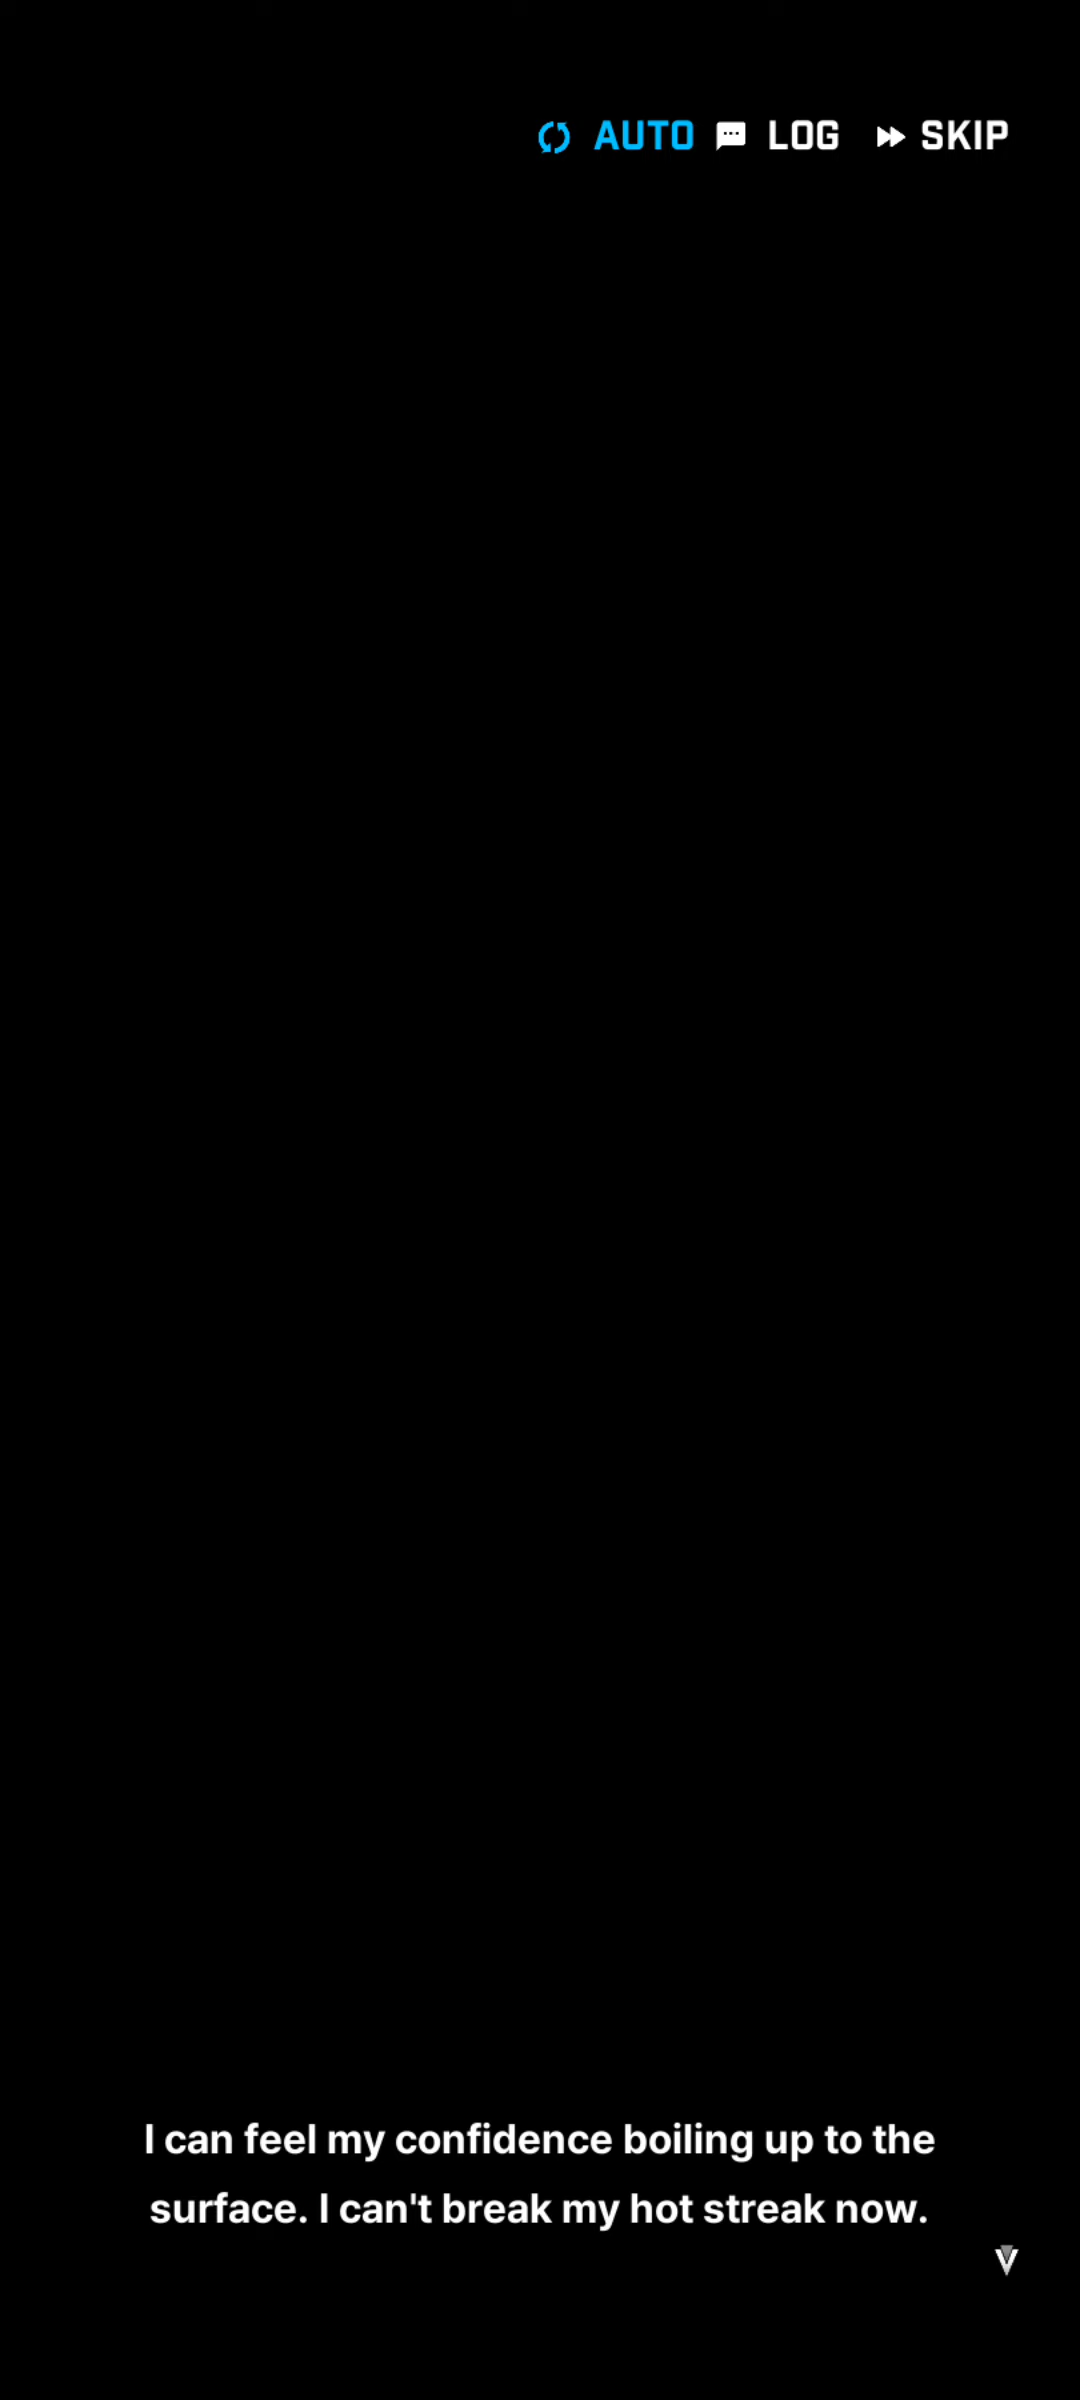 AUTO LOG SKIP
I can feel my confidence boiling up to the
surface. I can't break my hot streak now.